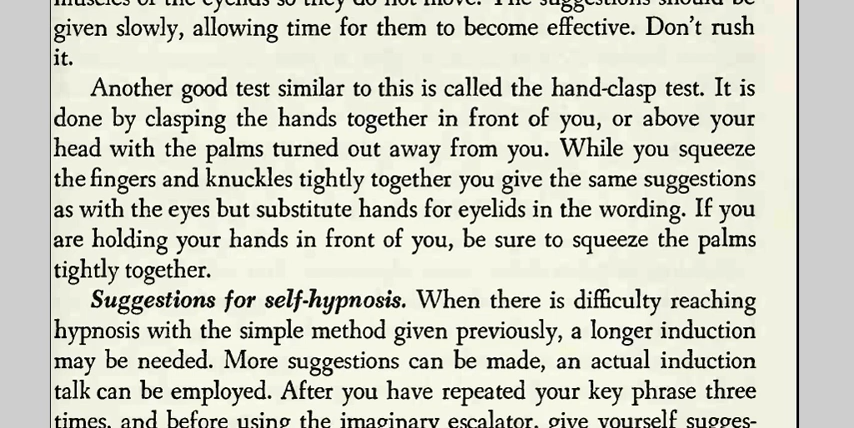 muscles of the eyelids so they do not move. The suggestions should be
given slowly, allowing time for them to become effective. Don't rush
it.
Another good test similar to this is called the hand-clasp test. It is
done by clasping the hands together in front of you, or above your
head with the palms turned out away from you. While you squeeze
the fingers and knuckles tightly together you give the same suggestions
as with the eyes but substitute hands for eyelids in the wording. If you
are holding your hands in front of you, be sure to squeeze the palms
tightly together.
Suggestions for self-hypnosis. When there is difficulty reaching
hypnosis with the simple method given previously, a longer induction
may be needed. More suggestions can be made, an actual induction
talk can be employed. After you have repeated your key phrase three
times, and before using the imaginary escalator, give yourself sugges-